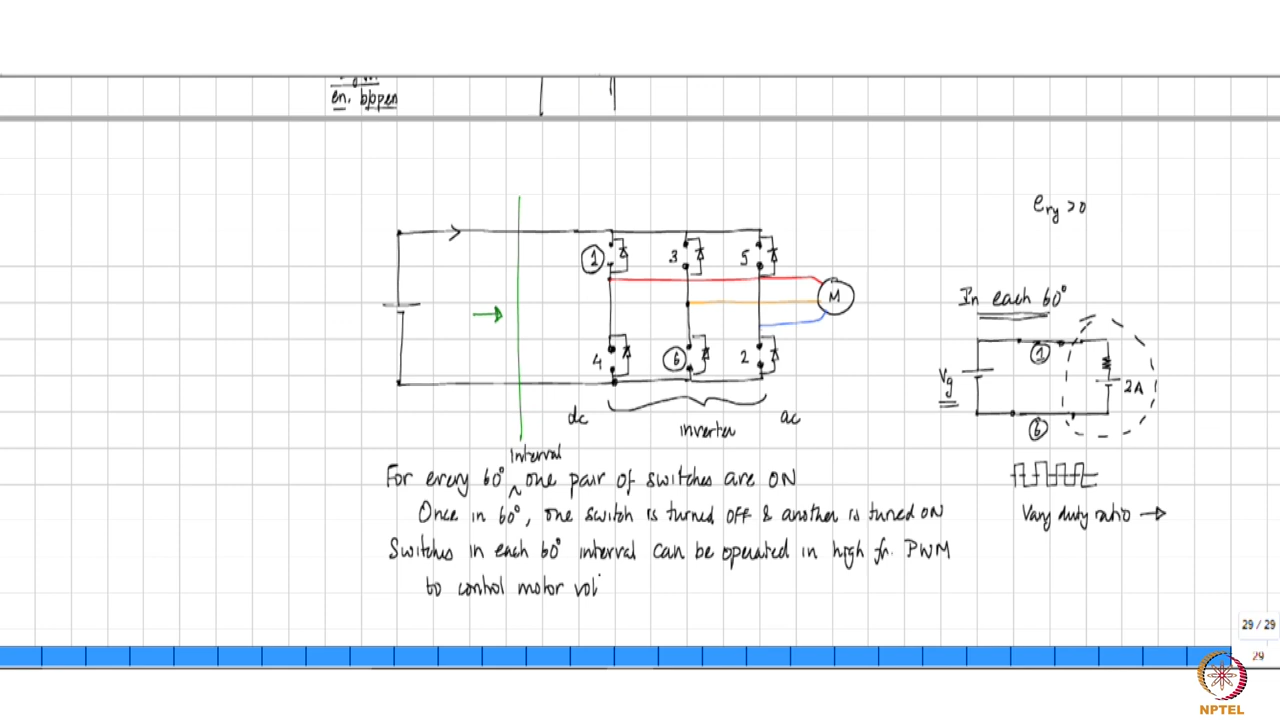 en.
e_ry >0
1
3
5
M
In each 60°
4
6
2
1
Vg
2A
6
dc
ac
inverter
interval
For every 60° ^ one pair of switches are ON
Once in 60°, one switch is turned off & another is tuned ON
Vary duty ratio →
Switches in each 60° interval can be operated in high fr. PWM
to control motor vol
29 / 29
29
NPTEL